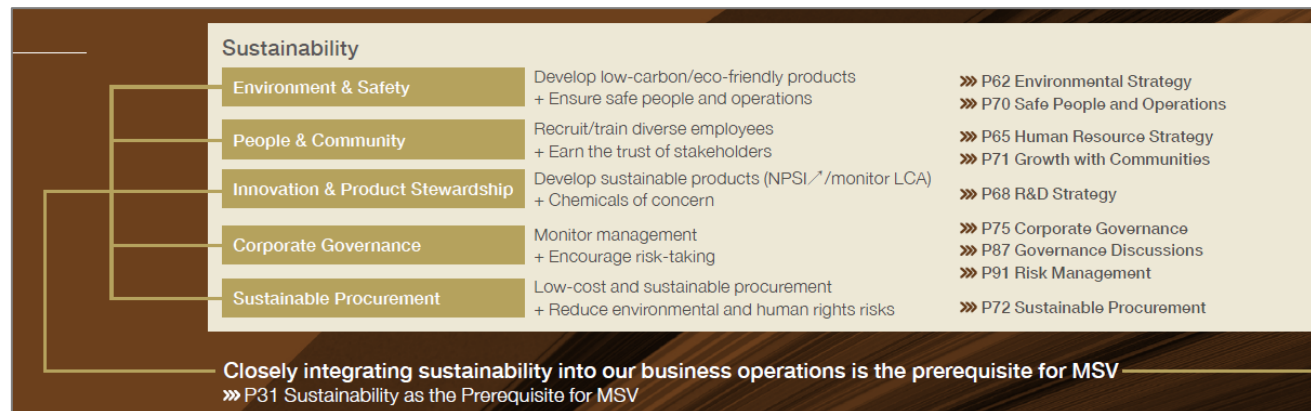 Sustainability
Environment & Safety
Develop low-carbon/eco-friendly products
+ Ensure safe people and operations
»» P62 Environmental Strategy
»» P70 Safe People and Operations
People & Community
Recruit/train diverse employees
+ Earn the trust of stakeholders
»» P65 Human Resource Strategy
»» P71 Growth with Communities
Innovation & Product Stewardship
Develop sustainable products (NPSI↗/monitor LCA)
+ Chemicals of concern
»» P68 R&D Strategy
Corporate Governance
Monitor management
+ Encourage risk-taking
»» P75 Corporate Governance
»» P87 Governance Discussions
»» P91 Risk Management
Sustainable Procurement
Low-cost and sustainable procurement
+ Reduce environmental and human rights risks
»» P72 Sustainable Procurement
Closely integrating sustainability into our business operations is the prerequisite for MSV
»» P31 Sustainability as the Prerequisite for MSV